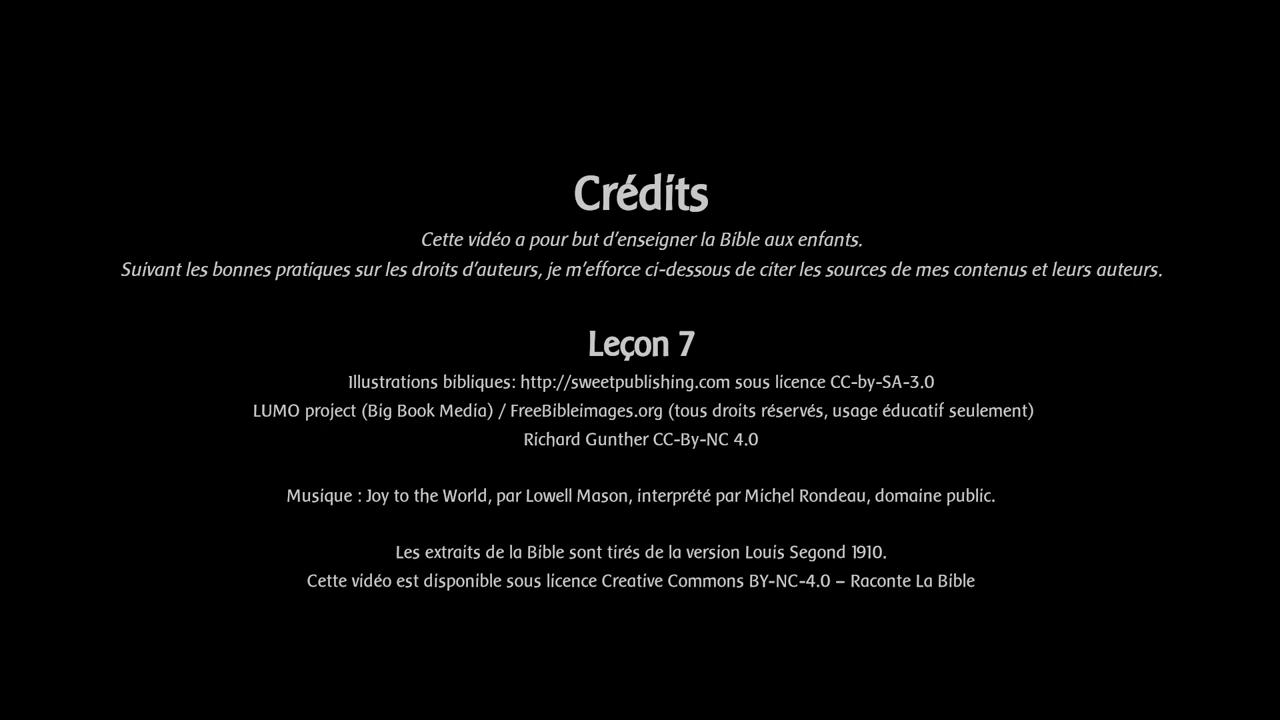 Crédits
Cette vidéo a pour but d’enseigner la Bible aux enfants.
Suivant les bonnes pratiques sur les droits d’auteurs, je m’efforce ci-dessous de citer les sources de mes contenus et leurs auteurs.
Leçon 7
Illustrations bibliques: http://sweetpublishing.com sous licence CC-by-SA-3.0
LUMO project (Big Book Media) / FreeBibleimages.org (tous droits réservés, usage éducatif seulement)
Richard Gunther CC-By-NC 4.0
Musique : Joy to the World, par Lowell Mason, interprété par Michel Rondeau, domaine public.
Les extraits de la Bible sont tirés de la version Louis Segond 1910.
Cette vidéo est disponible sous licence Creative Commons BY-NC-4.0 – Raconte La Bible